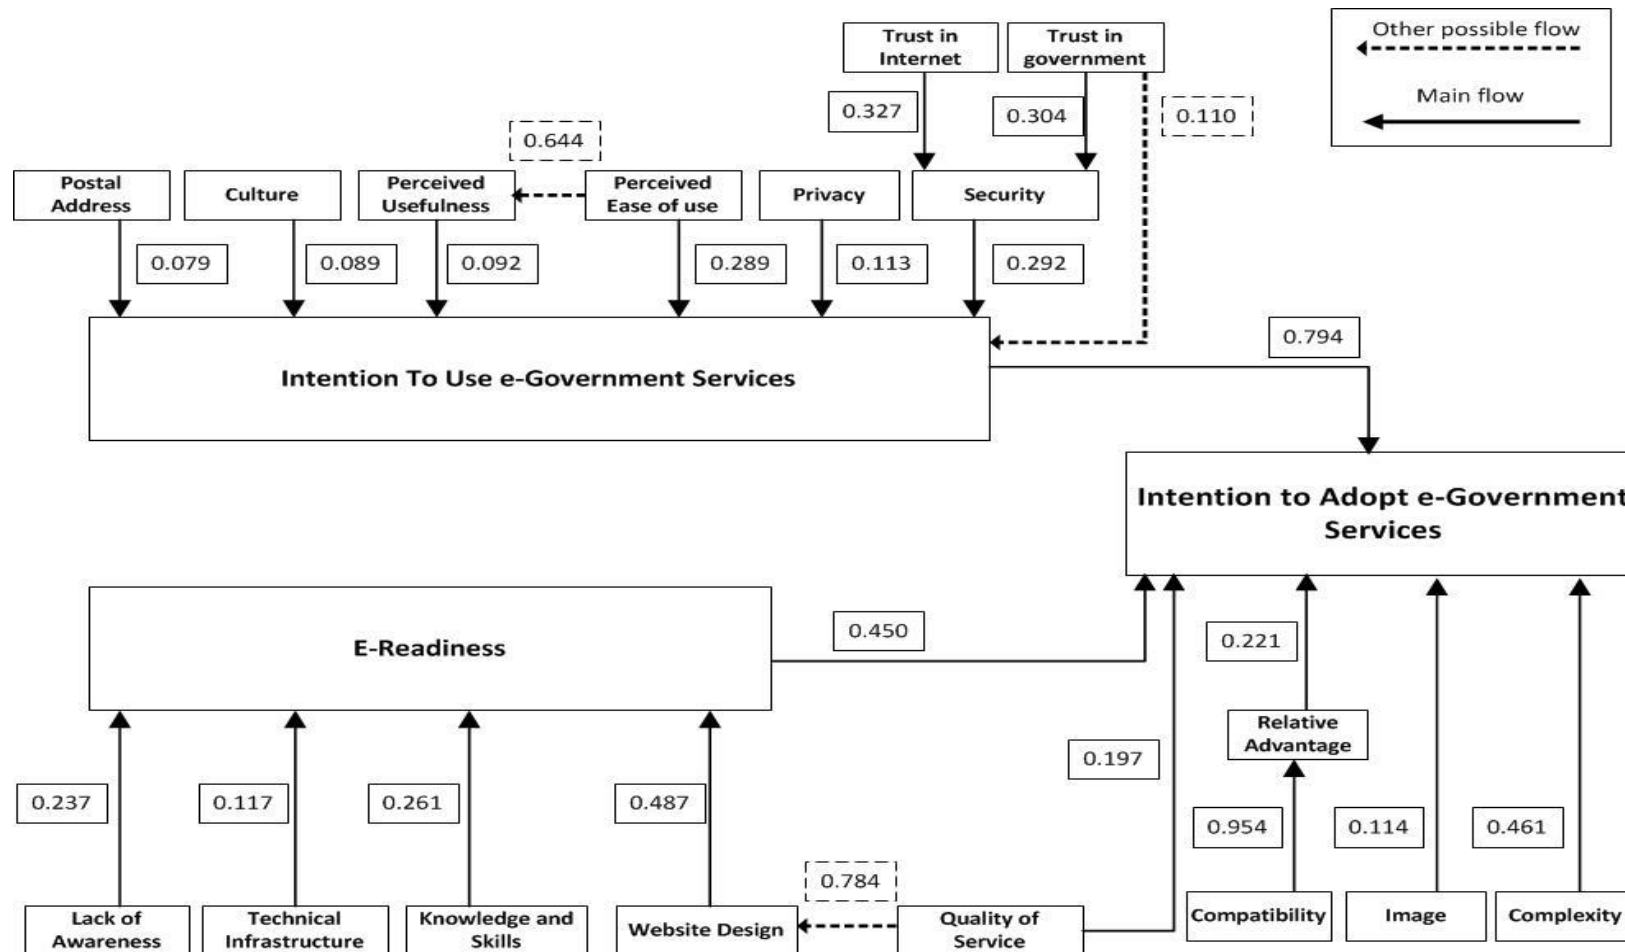 Trust in
Internet
Trust in
government
Other possible flow
Main flow
0.327
0.304
0.110
0.644
Postal
Address
Culture
Perceived
Usefulness
Perceived
Ease of use
Privacy
Security
0.079
0.089
0.092
0.289
0.113
0.292
Intention To Use e-Government Services
0.794
Intention to Adopt e-Government
Services
E-Readiness
0.450
0.221
Relative
Advantage
0.197
0.237
0.117
0.261
0.487
0.954
0.114
0.461
0.784
Lack of
Awareness
Technical
Infrastructure
Knowledge and
Skills
Website Design
Quality of
Service
Compatibility
Image
Complexity